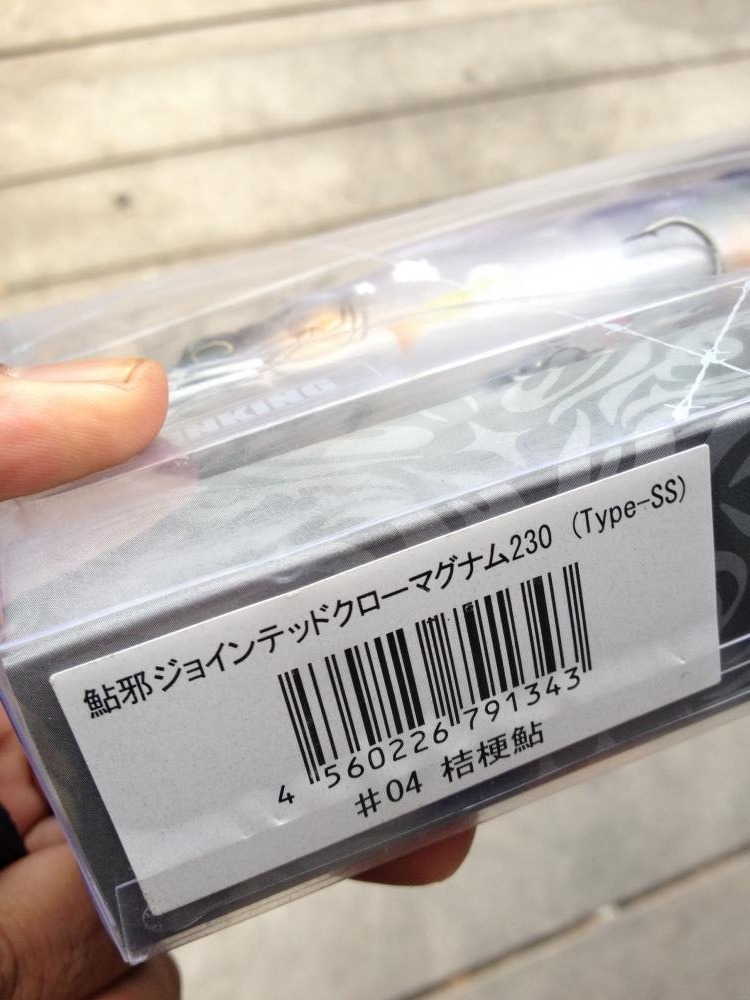 鮎邪ジョインテッドクローマグナム230 (Type-SS)
4 560226 791343
#04 桔梗鮎